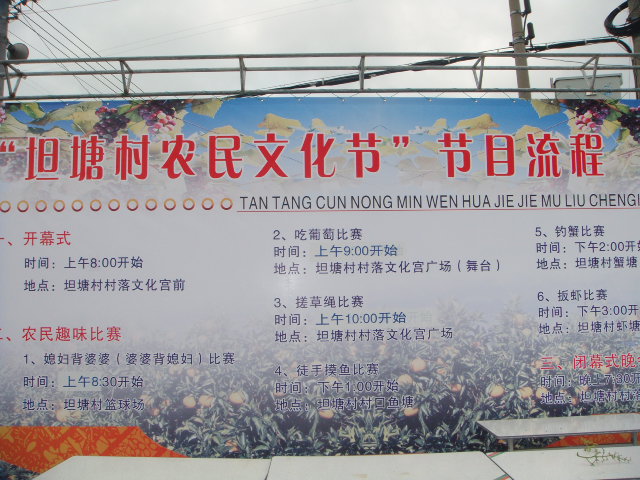 “坦塘村农民文化节”节目流程
TAN TANG CUN NONG MIN WEN HUA JIE JIE MU LIU CHENG
一、开幕式
时间：上午8:00开始
地点：坦塘村村落文化宫前
二、农民趣味比赛
1、媳妇背婆婆（婆婆背媳妇）比赛
时间：上午8:30开始
地点：坦塘村篮球场
2、吃葡萄比赛
时间：上午9:00开始
地点：坦塘村村落文化宫广场（舞台）
3、搓草绳比赛
时间：上午10:00开始
地点：坦塘村村落文化宫广场
4、徒手摸鱼比赛
时间：下午1:00开始
地点：坦塘村村口鱼塘
5、钓蟹比赛
时间：下午2:00开
地点：坦塘村蟹塘
6、扳虾比赛
时间：下午3:00开
地点：坦塘村虾塘
三、闭幕式晚
时间：晚上7:30
地点：坦塘村村